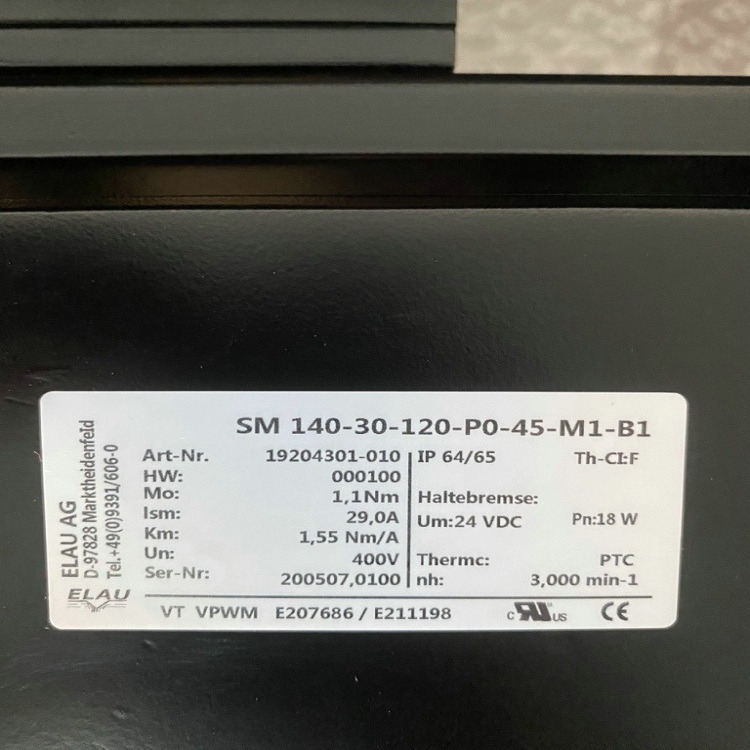 SM 140-30-120-P0-45-M1-B1
Art-Nr. 19204301-010
HW: 000100
Mo: 1,1Nm
Ism: 29,0A
Km: 1,55 Nm/A
Un: 400V
Ser-Nr: 200507,0100
IP 64/65 Th-CI:F
Haltebremse:
Um:24 VDC Pn:18 W
Thermc: PTC
nh: 3,000 min-1
ELAU AG
D-97828 Marktheidenfeld
Tel.+49(0)9391/606-0
ELAU
VT VPWM E207686 / E211198 c RU US CE